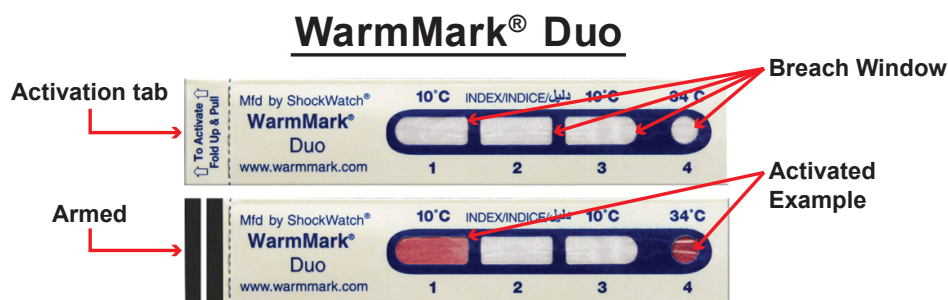 WarmMark® Duo
Activation tab
Breach Window
To Activate
Fold Up & Pull
Mfd by ShockWatch®
WarmMark®
Duo
www.warmmark.com
10°C INDEX/INDICE/دليل 10°C 34°C
1 2 3 4
Armed
Activated
Example
Mfd by ShockWatch®
WarmMark®
Duo
www.warmmark.com
10°C INDEX/INDICE/دليل 10°C 34°C
1 2 3 4